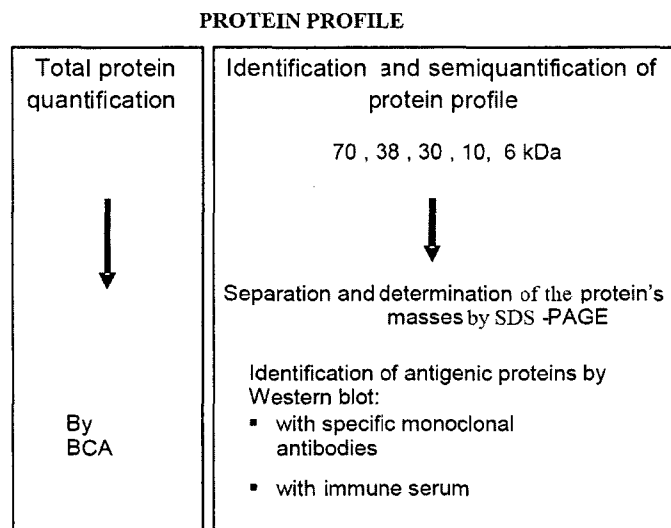 PROTEIN PROFILE
Total protein
quantification
By
BCA
Identification and semiquantification of
protein profile
70 , 38 , 30 , 10, 6 kDa
Separation and determination of the protein's
masses by SDS -PAGE
Identification of antigenic proteins by
Western blot:
▪ with specific monoclonal
antibodies
▪ with immune serum